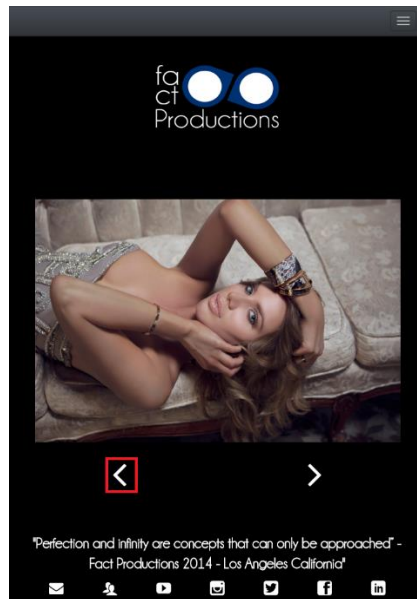 fa
ct
Productions
"Perfection and infinity are concepts that can only be approached" -
Fact Productions 2014 - Los Angeles California"